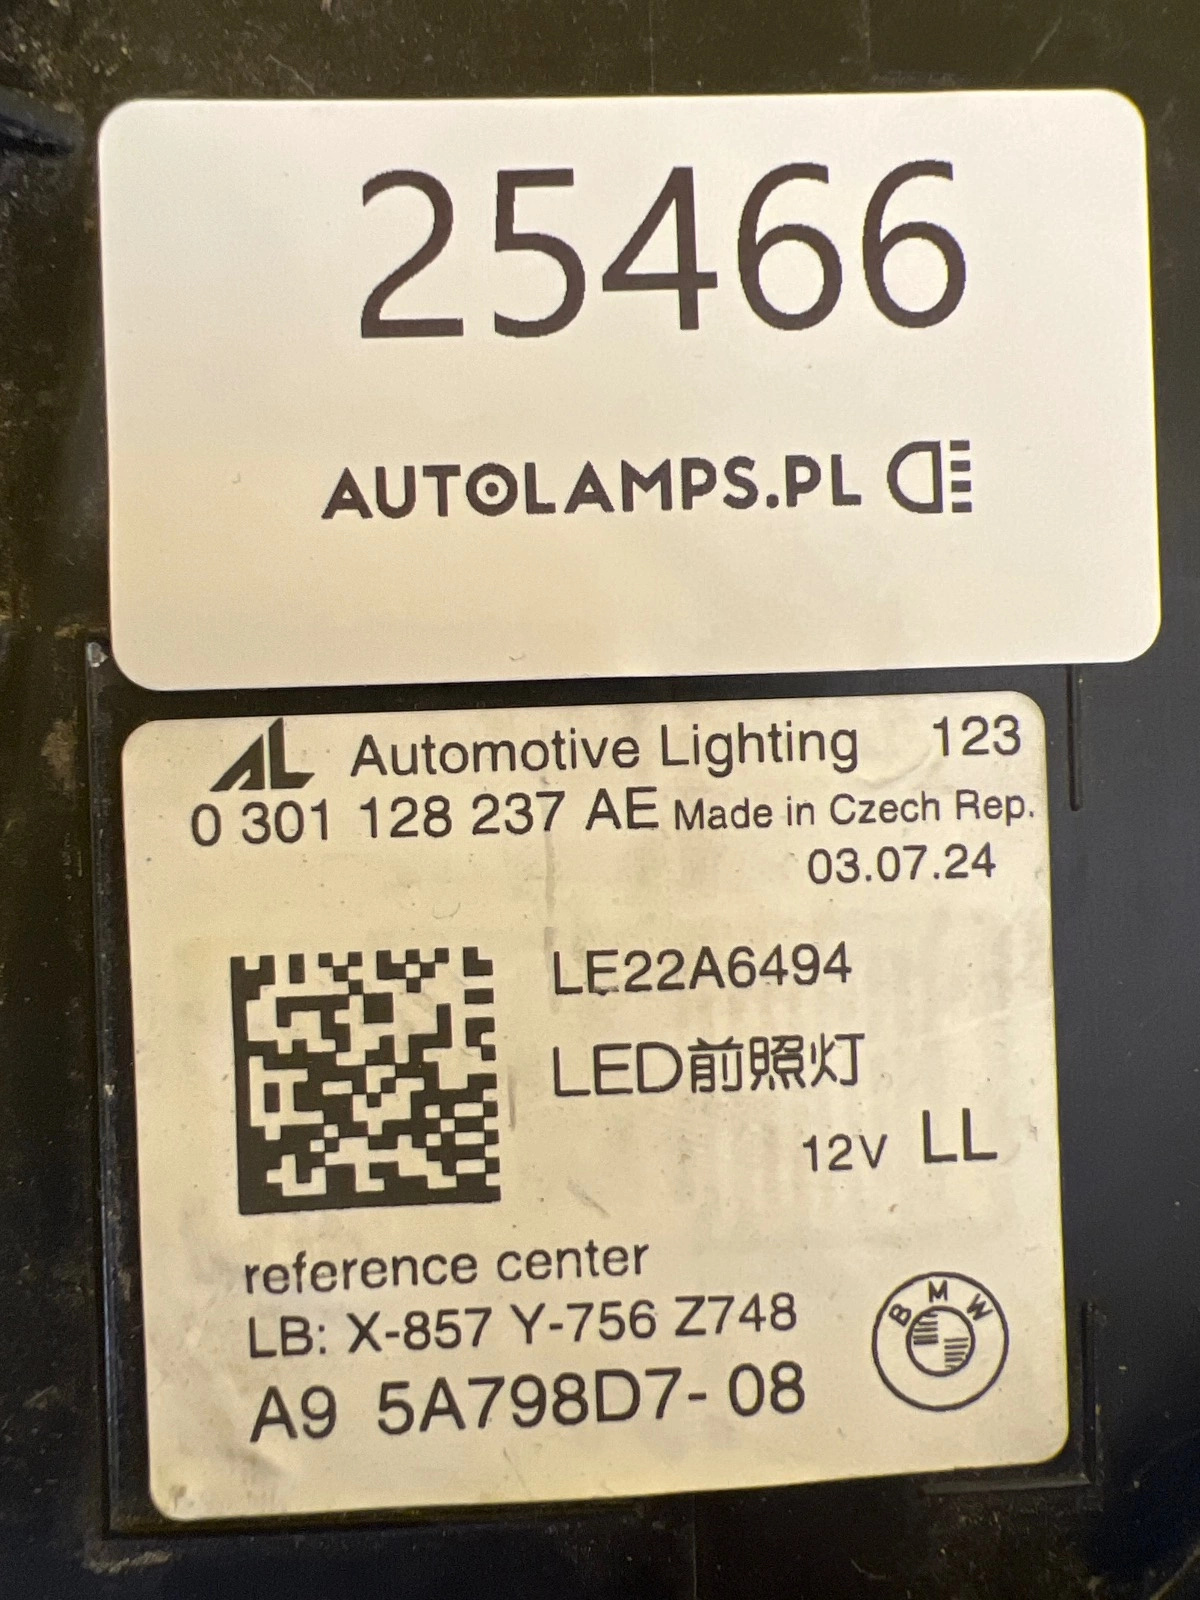 25466
AUTOLAMPS.PL
AL Automotive Lighting 123
0 301 128 237 AE Made in Czech Rep.
03.07.24
LE22A6494
LED前照灯
12V LL
reference center
LB: X-857 Y-756 Z748
A9 5A798D7-08
BMW